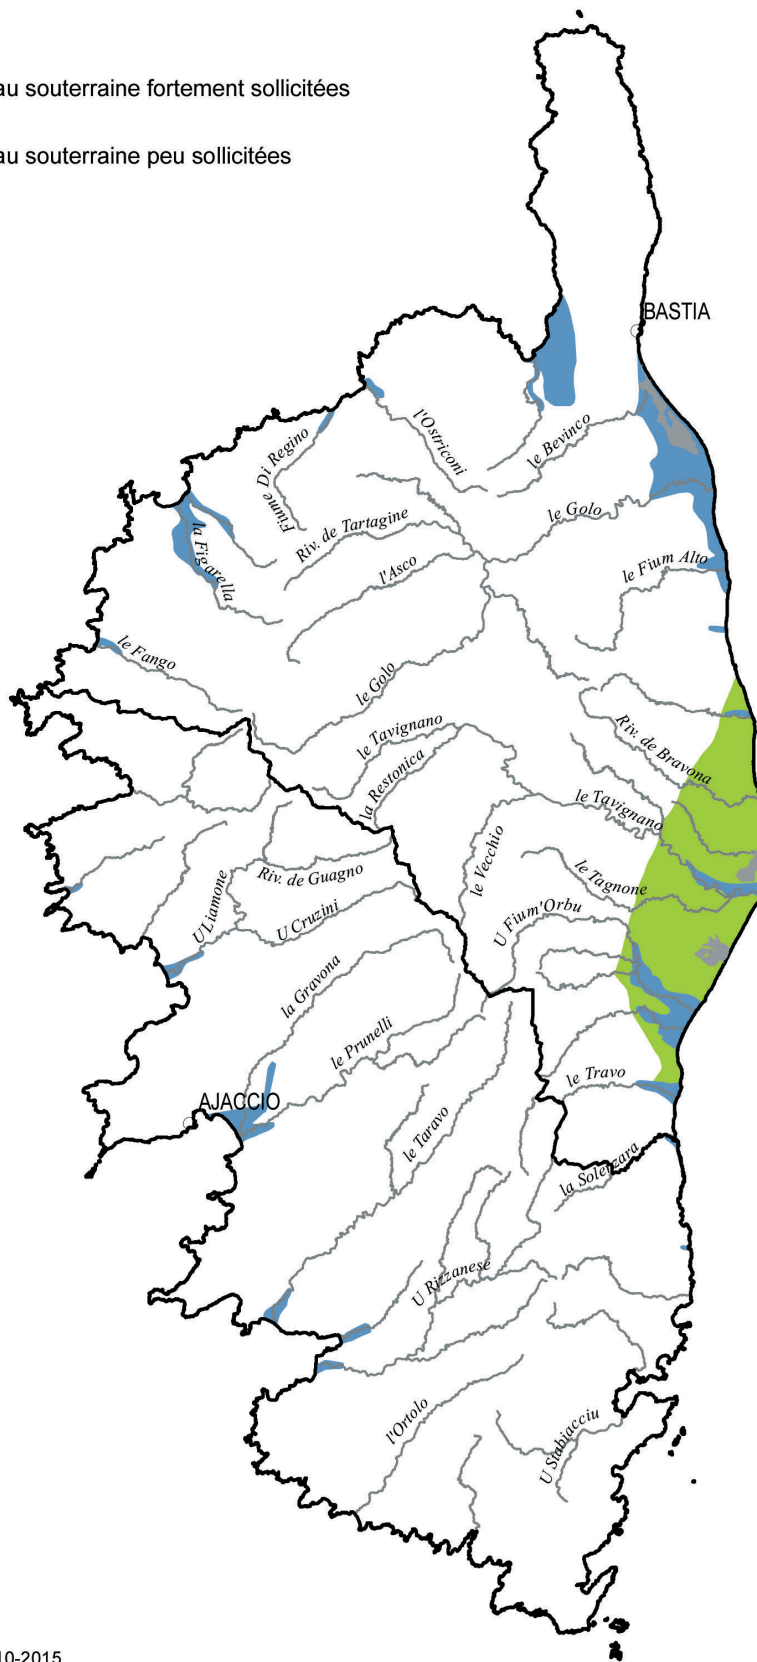 au souterraine fortement sollicitées
au souterraine peu sollicitées
BASTIA
l'Ostriconi
Fiume Di Regino
le Bevinco
le Golo
Riv. de Tartagine
la Figarella
l'Asco
le Fium Alto
le Fango
le Golo
le Tavignano
Riv. de Bravona
la Restonica
le Tavignano
le Vecchio
le Tagnone
Riv. de Guagno
U Liamone
U Cruzini
U Fium'Orbu
la Gravona
le Prunelli
le Travo
AJACCIO
le Taravo
la Solenzara
U Rizzanese
l'Ortolo
U Stabiacciu
10-2015